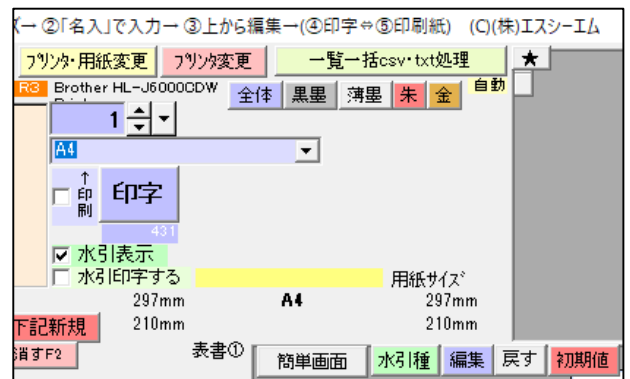 → ②「名入」で入力→ ③上から編集→(④印字⇔⑤印刷紙) (C)(株)エスシーエム
プリンタ・用紙変更 プリンタ変更 一覧一括csv・txt処理 ★
R3 Brother HL-J6000CDW 全体 黒墨 薄墨 朱 金 自動
1
A4
↑印刷 印字
431
水引表示
水引印字する 用紙サイズ
297mm A4 297mm
下記新規 210mm 210mm
消すF2 表書① 簡単画面 水引種 編集 戻す 初期値